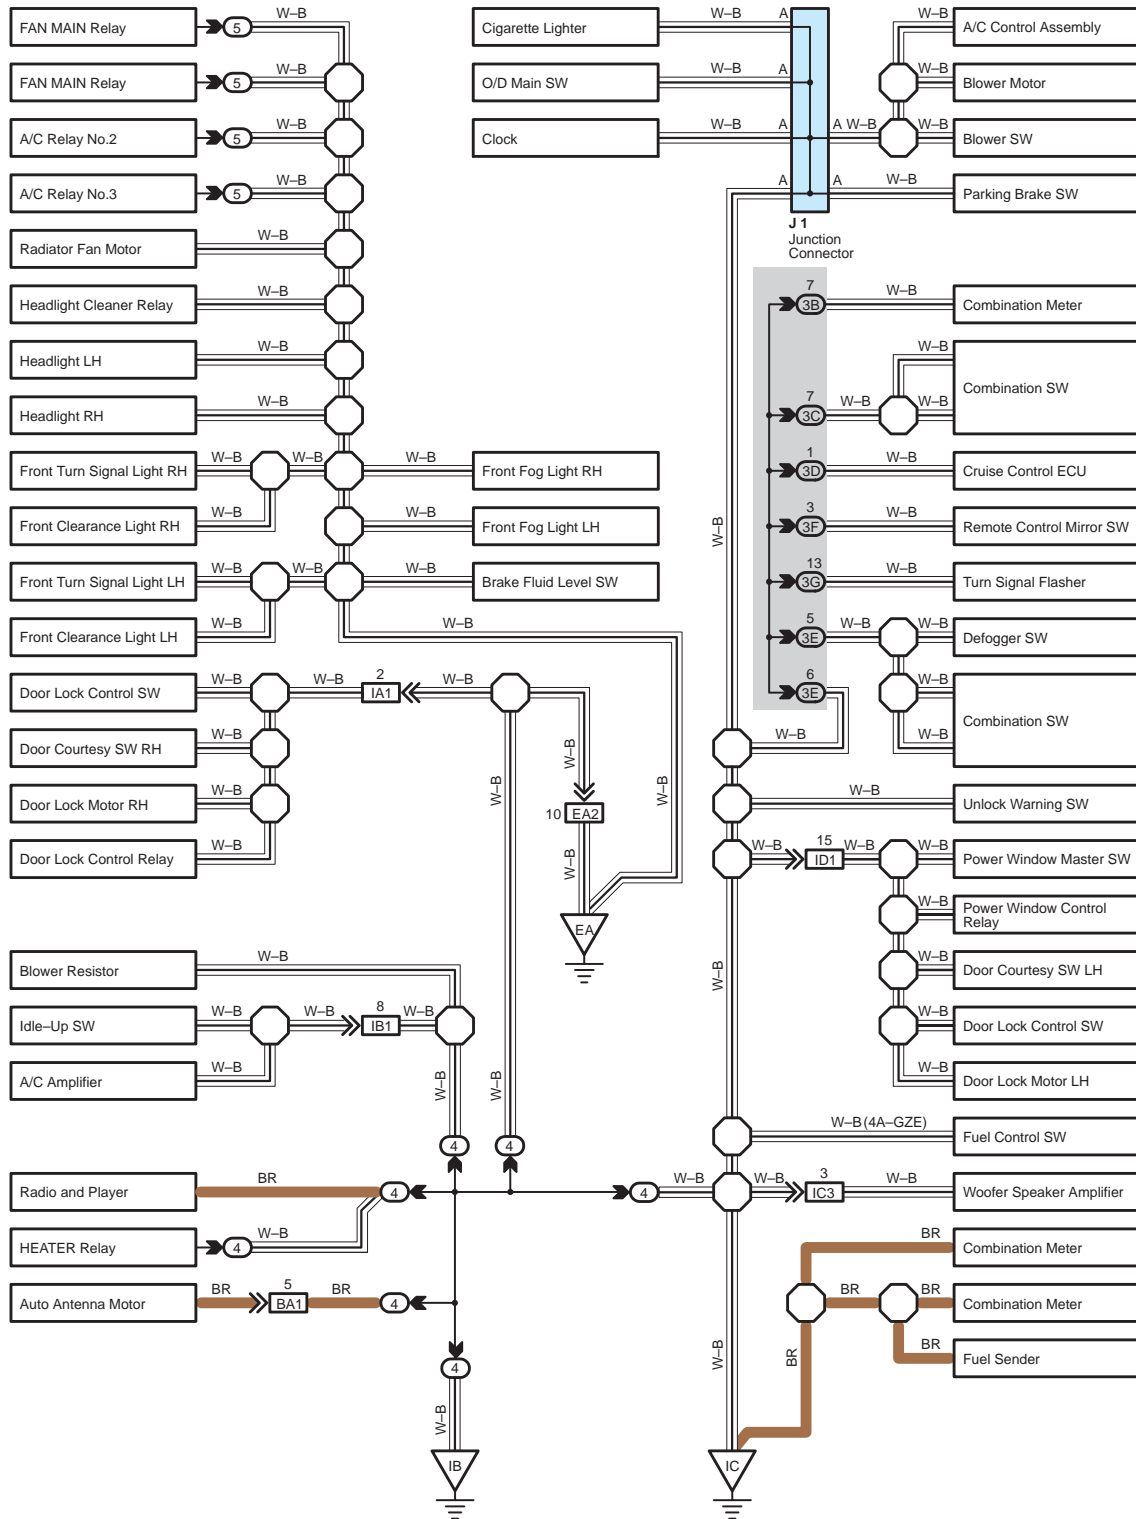 FAN MAIN Relay 5 W–B Cigarette Lighter W–B A W–B A/C Control Assembly
FAN MAIN Relay 5 W–B O/D Main SW W–B A W–B Blower Motor
A/C Relay No.2 5 W–B Clock W–B A A W–B W–B Blower SW
A/C Relay No.3 5 W–B A A W–B Parking Brake SW
J 1
Junction
Connector
Radiator Fan Motor W–B
Headlight Cleaner Relay W–B 7 3B W–B Combination Meter
Headlight LH W–B W–B Combination SW
Headlight RH W–B 7 3C W–B W–B
Front Turn Signal Light RH W–B W–B W–B Front Fog Light RH 1 3D W–B Cruise Control ECU
Front Clearance Light RH W–B Front Fog Light LH W–B 3 3F W–B Remote Control Mirror SW
W–B
Front Turn Signal Light LH W–B W–B W–B Brake Fluid Level SW 13 3G W–B Turn Signal Flasher
Front Clearance Light LH W–B W–B 5 3E W–B W–B Defogger SW
Door Lock Control SW W–B W–B 2 IA1 W–B 6 3E W–B Combination SW
Door Courtesy SW RH W–B W–B W–B W–B W–B W–B
Door Lock Motor RH W–B 10 EA2 W–B Unlock Warning SW
Door Lock Control Relay W–B W–B W–B 15 ID1 W–B W–B Power Window Master SW
EA W–B Power Window Control
Relay
Blower Resistor W–B W–B W–B Door Courtesy SW LH
Idle–Up SW W–B W–B 8 IB1 W–B W–B Door Lock Control SW
A/C Amplifier W–B W–B W–B Door Lock Motor LH
4 4 W–B (4A–GZE) Fuel Control SW
Radio and Player BR 4 4 W–B W–B 3 IC3 W–B Woofer Speaker Amplifier
HEATER Relay 4 W–B BR Combination Meter
Auto Antenna Motor BR 5 BA1 BR 4 BR BR Combination Meter
4 W–B BR BR Fuel Sender
W–B
IB IC